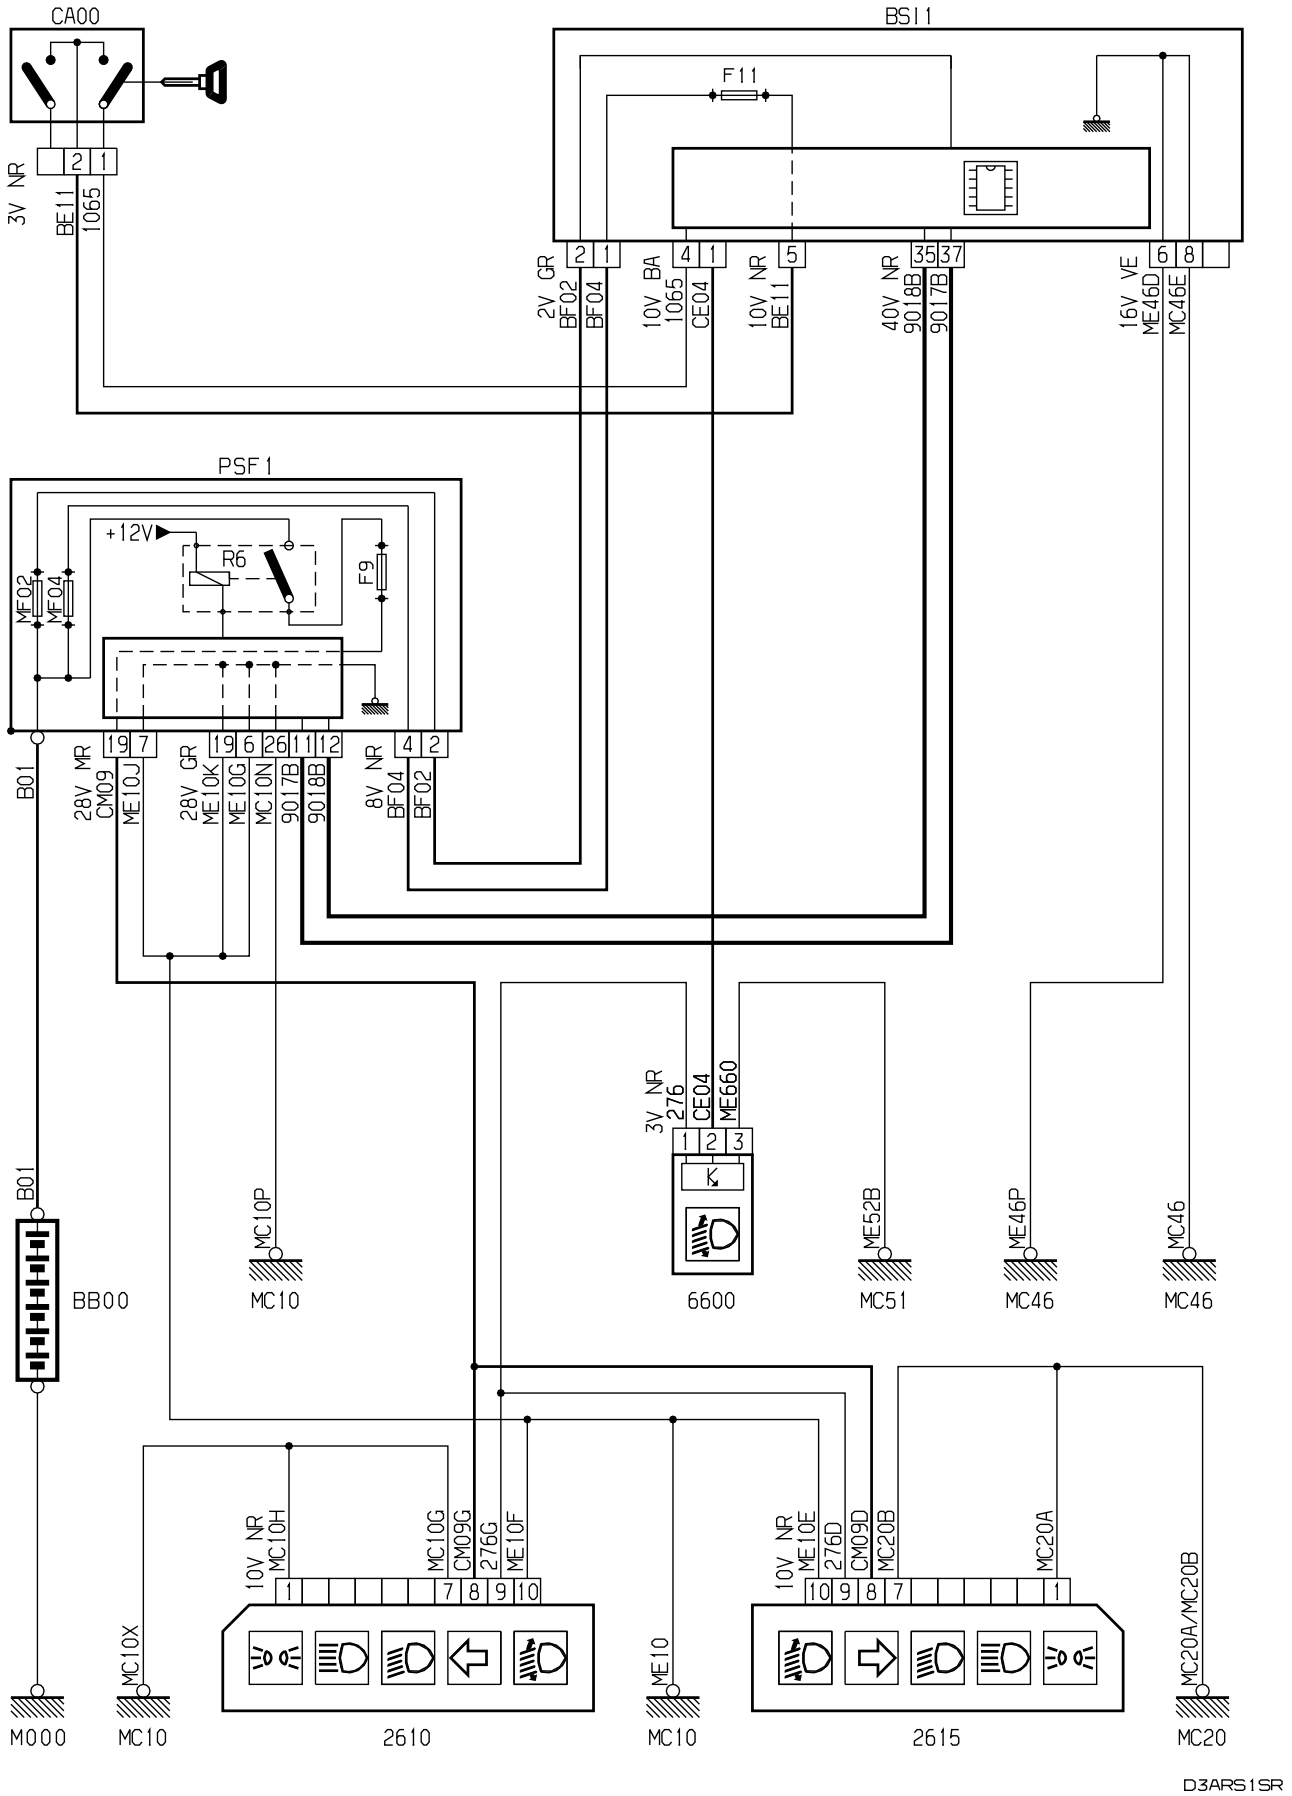 CA00
BSI1
F11
2 1
3V NR
BE11
1065
2 1 4 1 5 35 37 6 8
2V GR
BF02
BF04
10V BA
1065
CE04
10V NR
BE11
40V NR
9018B
9017B
16V VE
ME46D
MC46E
PSF1
+12V
R6
F9
MF02
MF04
19 7 19 6 26 11 12 4 2
B01
28V MR
CM09
ME10J
28V GR
ME10K
ME10G
MC10N
9017B
9018B
8V NR
BF04
BF02
3V NR
276
CE04
ME660
1 2 3
K
B01
MC10P
ME52B
ME46P
MC46
BB00
MC10
6600
MC51
MC46
MC46
10V NR
MC10H
MC10G
CM09G
276G
ME10F
10V NR
ME10E
276D
CM09D
MC20B
MC20A
1 7 8 9 10
10 9 8 7 1
MC10X
ME10
MC20A/MC20B
M000
MC10
2610
MC10
2615
MC20
D3ARS1SR